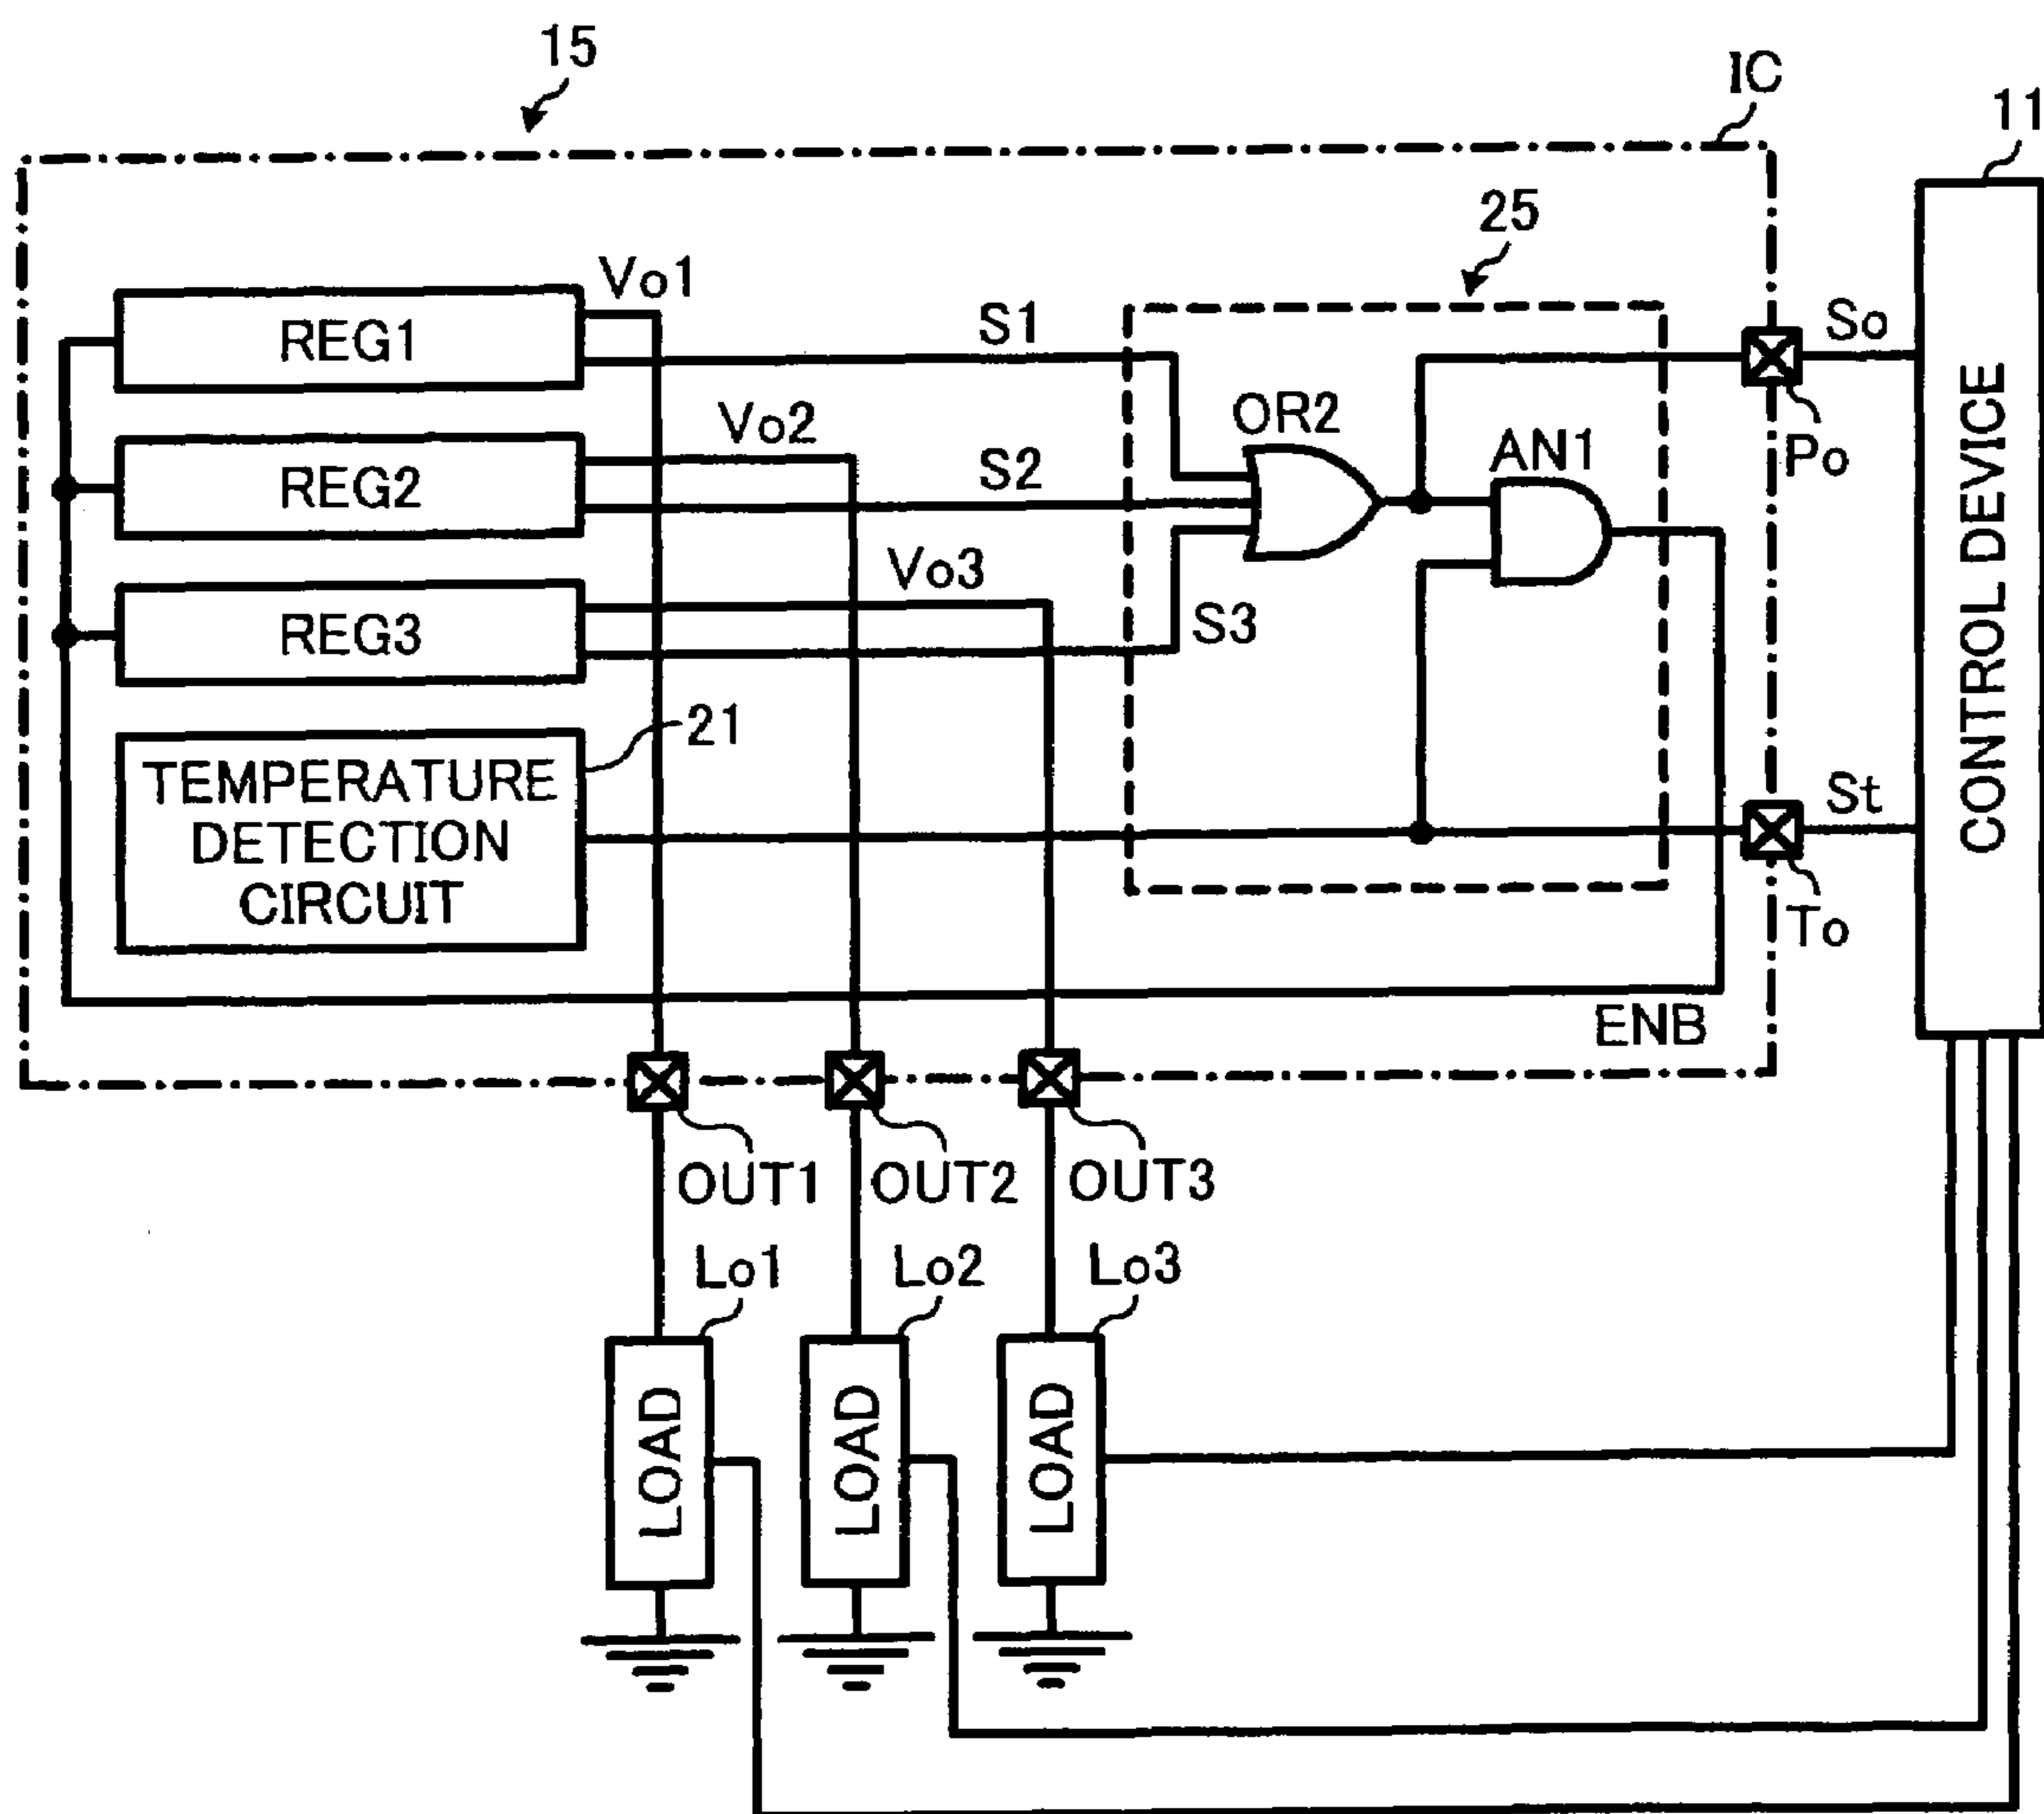 15
IC
11
25
Vo1
REG1
S1
So
Vo2
OR2
REG2
S2
AN1
Po
Vo3
REG3
S3
CONTROL DEVICE
21
TEMPERATURE
DETECTION
CIRCUIT
St
To
ENB
OUT1
OUT2
OUT3
Lo1
Lo2
Lo3
LOAD
LOAD
LOAD